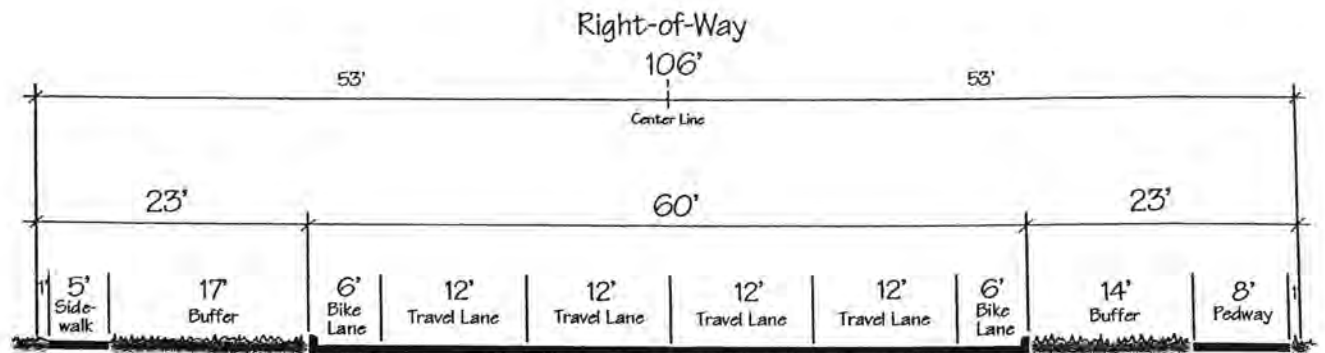 Right-of-Way
106'
53' 53'
Center Line
23' 60' 23'
1' 5' 17' 6' 12' 12' 12' 12' 6' 14' 8' 1'
Side-
walk
Buffer
Bike
Lane
Travel Lane
Travel Lane
Travel Lane
Travel Lane
Bike
Lane
Buffer
Pedway